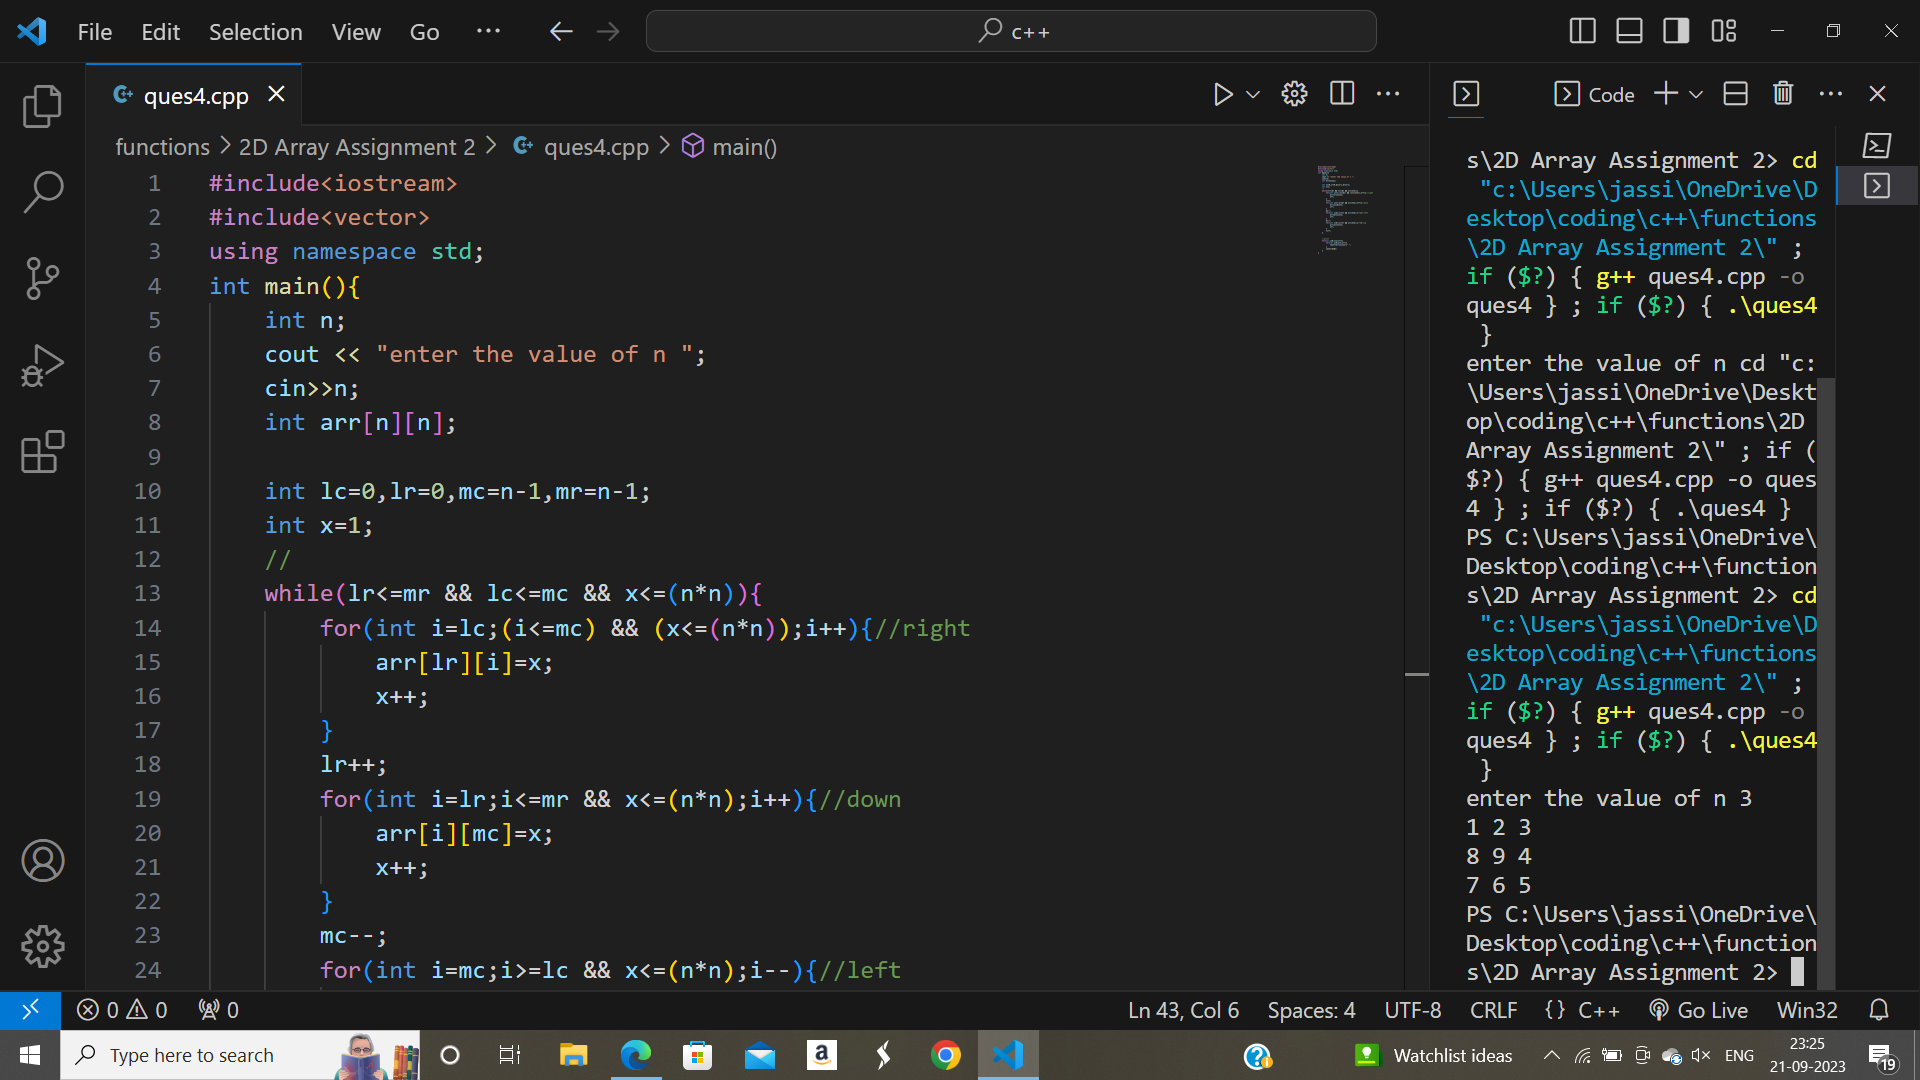 File Edit Selection View Go ··· c++
ques4.cpp
functions > 2D Array Assignment 2 > ques4.cpp > main()
1 #include<iostream>
2 #include<vector>
3 using namespace std;
4 int main(){
5 int n;
6 cout << "enter the value of n ";
7 cin>>n;
8 int arr[n][n];
9
10 int lc=0,lr=0,mc=n-1,mr=n-1;
11 int x=1;
12 //
13 while(lr<=mr && lc<=mc && x<=(n*n)){
14 for(int i=lc;(i<=mc) && (x<=(n*n));i++){//right
15 arr[lr][i]=x;
16 x++;
17 }
18 lr++;
19 for(int i=lr;i<=mr && x<=(n*n);i++){//down
20 arr[i][mc]=x;
21 x++;
22 }
23 mc--;
24 for(int i=mc;i>=lc && x<=(n*n);i--){//left
Code
s\2D Array Assignment 2> cd
"c:\Users\jassi\OneDrive\D
esktop\coding\c++\functions
\2D Array Assignment 2\" ;
if ($?) { g++ ques4.cpp -o
ques4 } ; if ($?) { .\ques4
}
enter the value of n cd "c:
\Users\jassi\OneDrive\Deskt
op\coding\c++\functions\2D
Array Assignment 2\" ; if (
$?) { g++ ques4.cpp -o ques
4 } ; if ($?) { .\ques4 }
PS C:\Users\jassi\OneDrive\
Desktop\coding\c++\function
s\2D Array Assignment 2> cd
"c:\Users\jassi\OneDrive\D
esktop\coding\c++\functions
\2D Array Assignment 2\" ;
if ($?) { g++ ques4.cpp -o
ques4 } ; if ($?) { .\ques4
}
enter the value of n 3
1 2 3
8 9 4
7 6 5
PS C:\Users\jassi\OneDrive\
Desktop\coding\c++\function
s\2D Array Assignment 2>
0 0 0 Ln 43, Col 6 Spaces: 4 UTF-8 CRLF {} C++ Go Live Win32
Type here to search Watchlist ideas ENG 23:25
21-09-2023 19